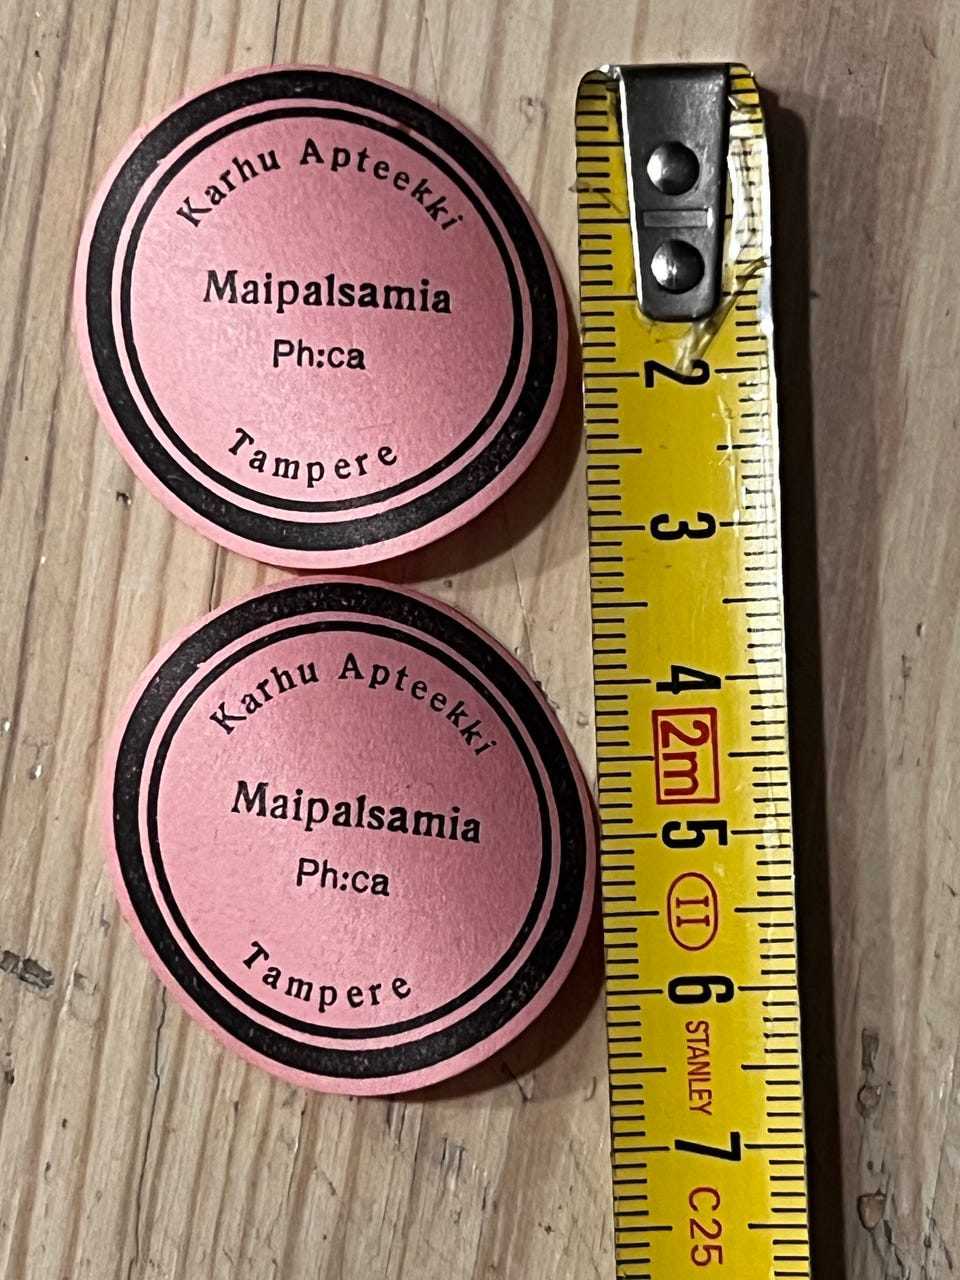 Karhu Apteekki
Maipalsamia
Ph:ca
Tampere
Karhu Apteekki
Maipalsamia
Ph:ca
Tampere
2
3
4
2m
5
II
6
STANLEY
7
C25